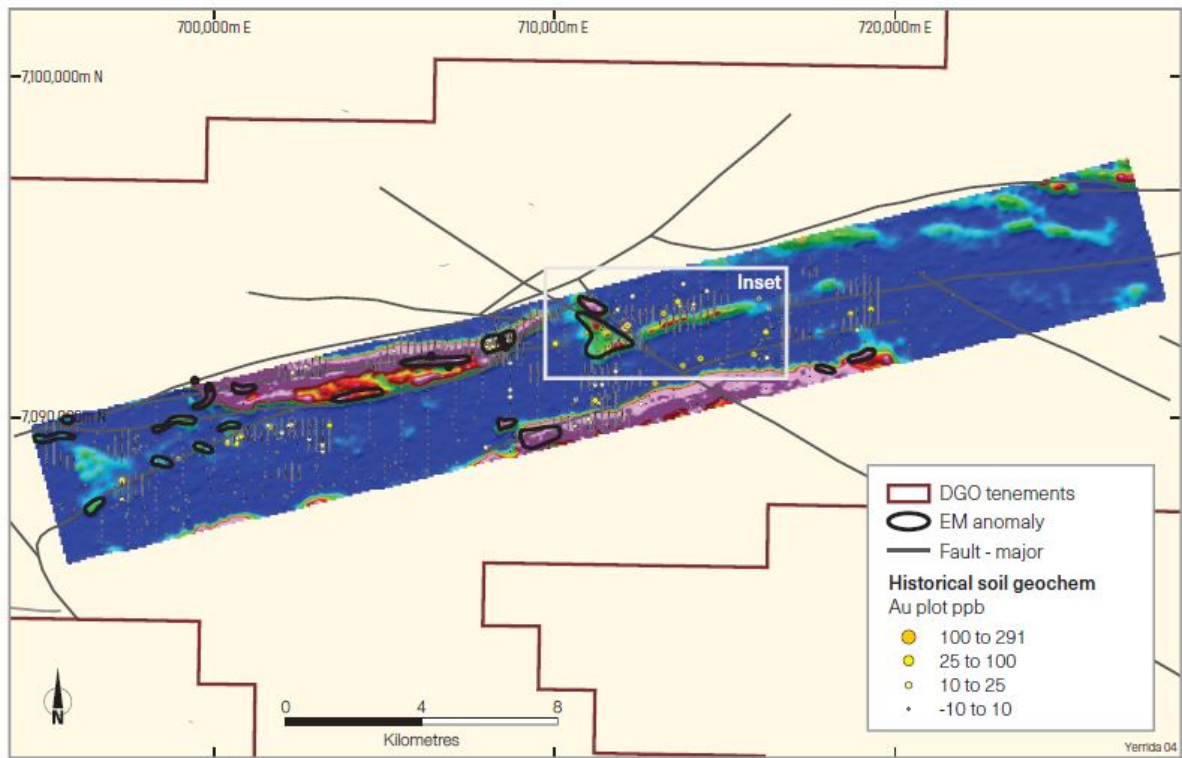 700,000m E
710,000m E
720,000m E
7,100,000m N
Inset
7,090,000m N
DGO tenements
EM anomaly
Fault - major
Historical soil geochem
Au plot ppb
100 to 291
25 to 100
10 to 25
-10 to 10
N
0 4 8
Kilometres
Yerrida 04